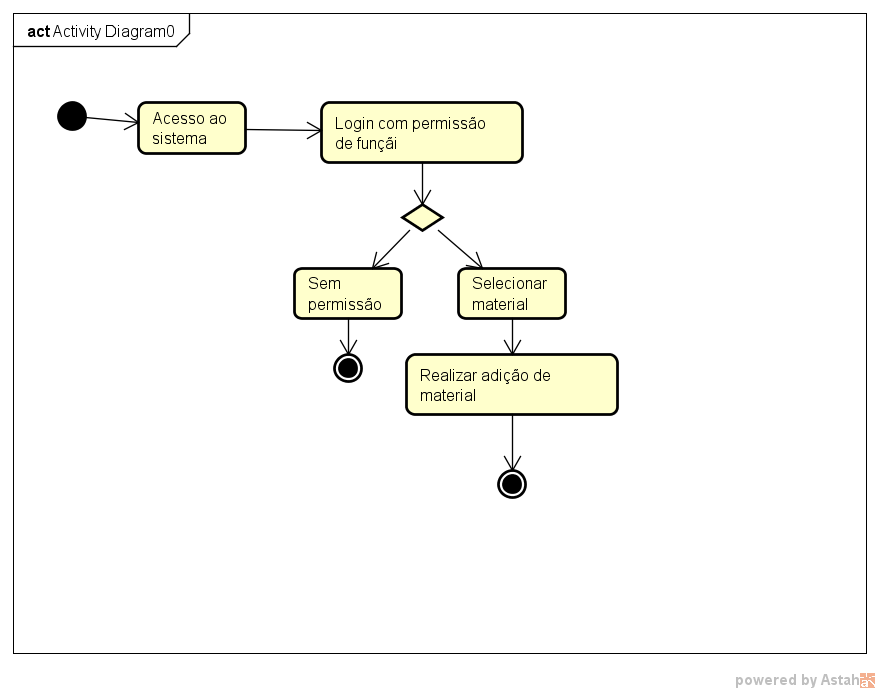 act Activity Diagram0
Acesso ao
sistema
Login com permissão
de funçãi
Sem
permissão
Selecionar
material
Realizar adição de
material
powered by Astah